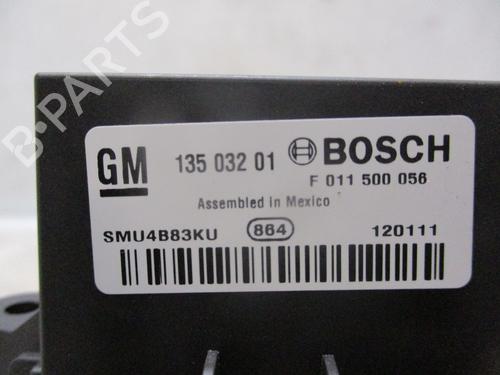 B-PARTS
GM 135 032 01 BOSCH
F 011 500 056
Assembled in Mexico
SMU4B83KU 864 120111